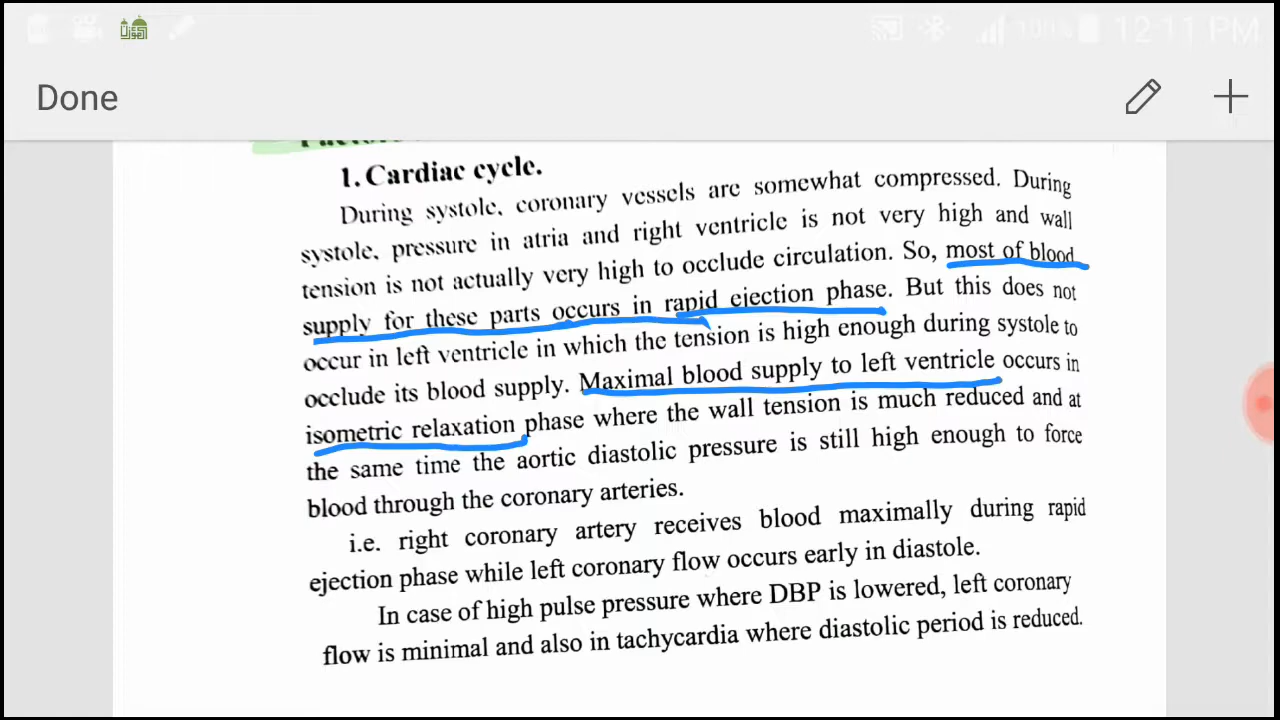 12:11 PM
Done
1. Cardiac cycle.
During systole, coronary vessels are somewhat compressed. During
systole, pressure in atria and right ventricle is not very high and wall
tension is not actually very high to occlude circulation. So, most of blood
supply for these parts occurs in rapid ejection phase. But this does not
occur in left ventricle in which the tension is high enough during systole to
occlude its blood supply. Maximal blood supply to left ventricle occurs in
isometric relaxation phase where the wall tension is much reduced and at
the same time the aortic diastolic pressure is still high enough to force
blood through the coronary arteries.
i.e. right coronary artery receives blood maximally during rapid
ejection phase while left coronary flow occurs early in diastole.
In case of high pulse pressure where DBP is lowered, left coronary
flow is minimal and also in tachycardia where diastolic period is reduced.